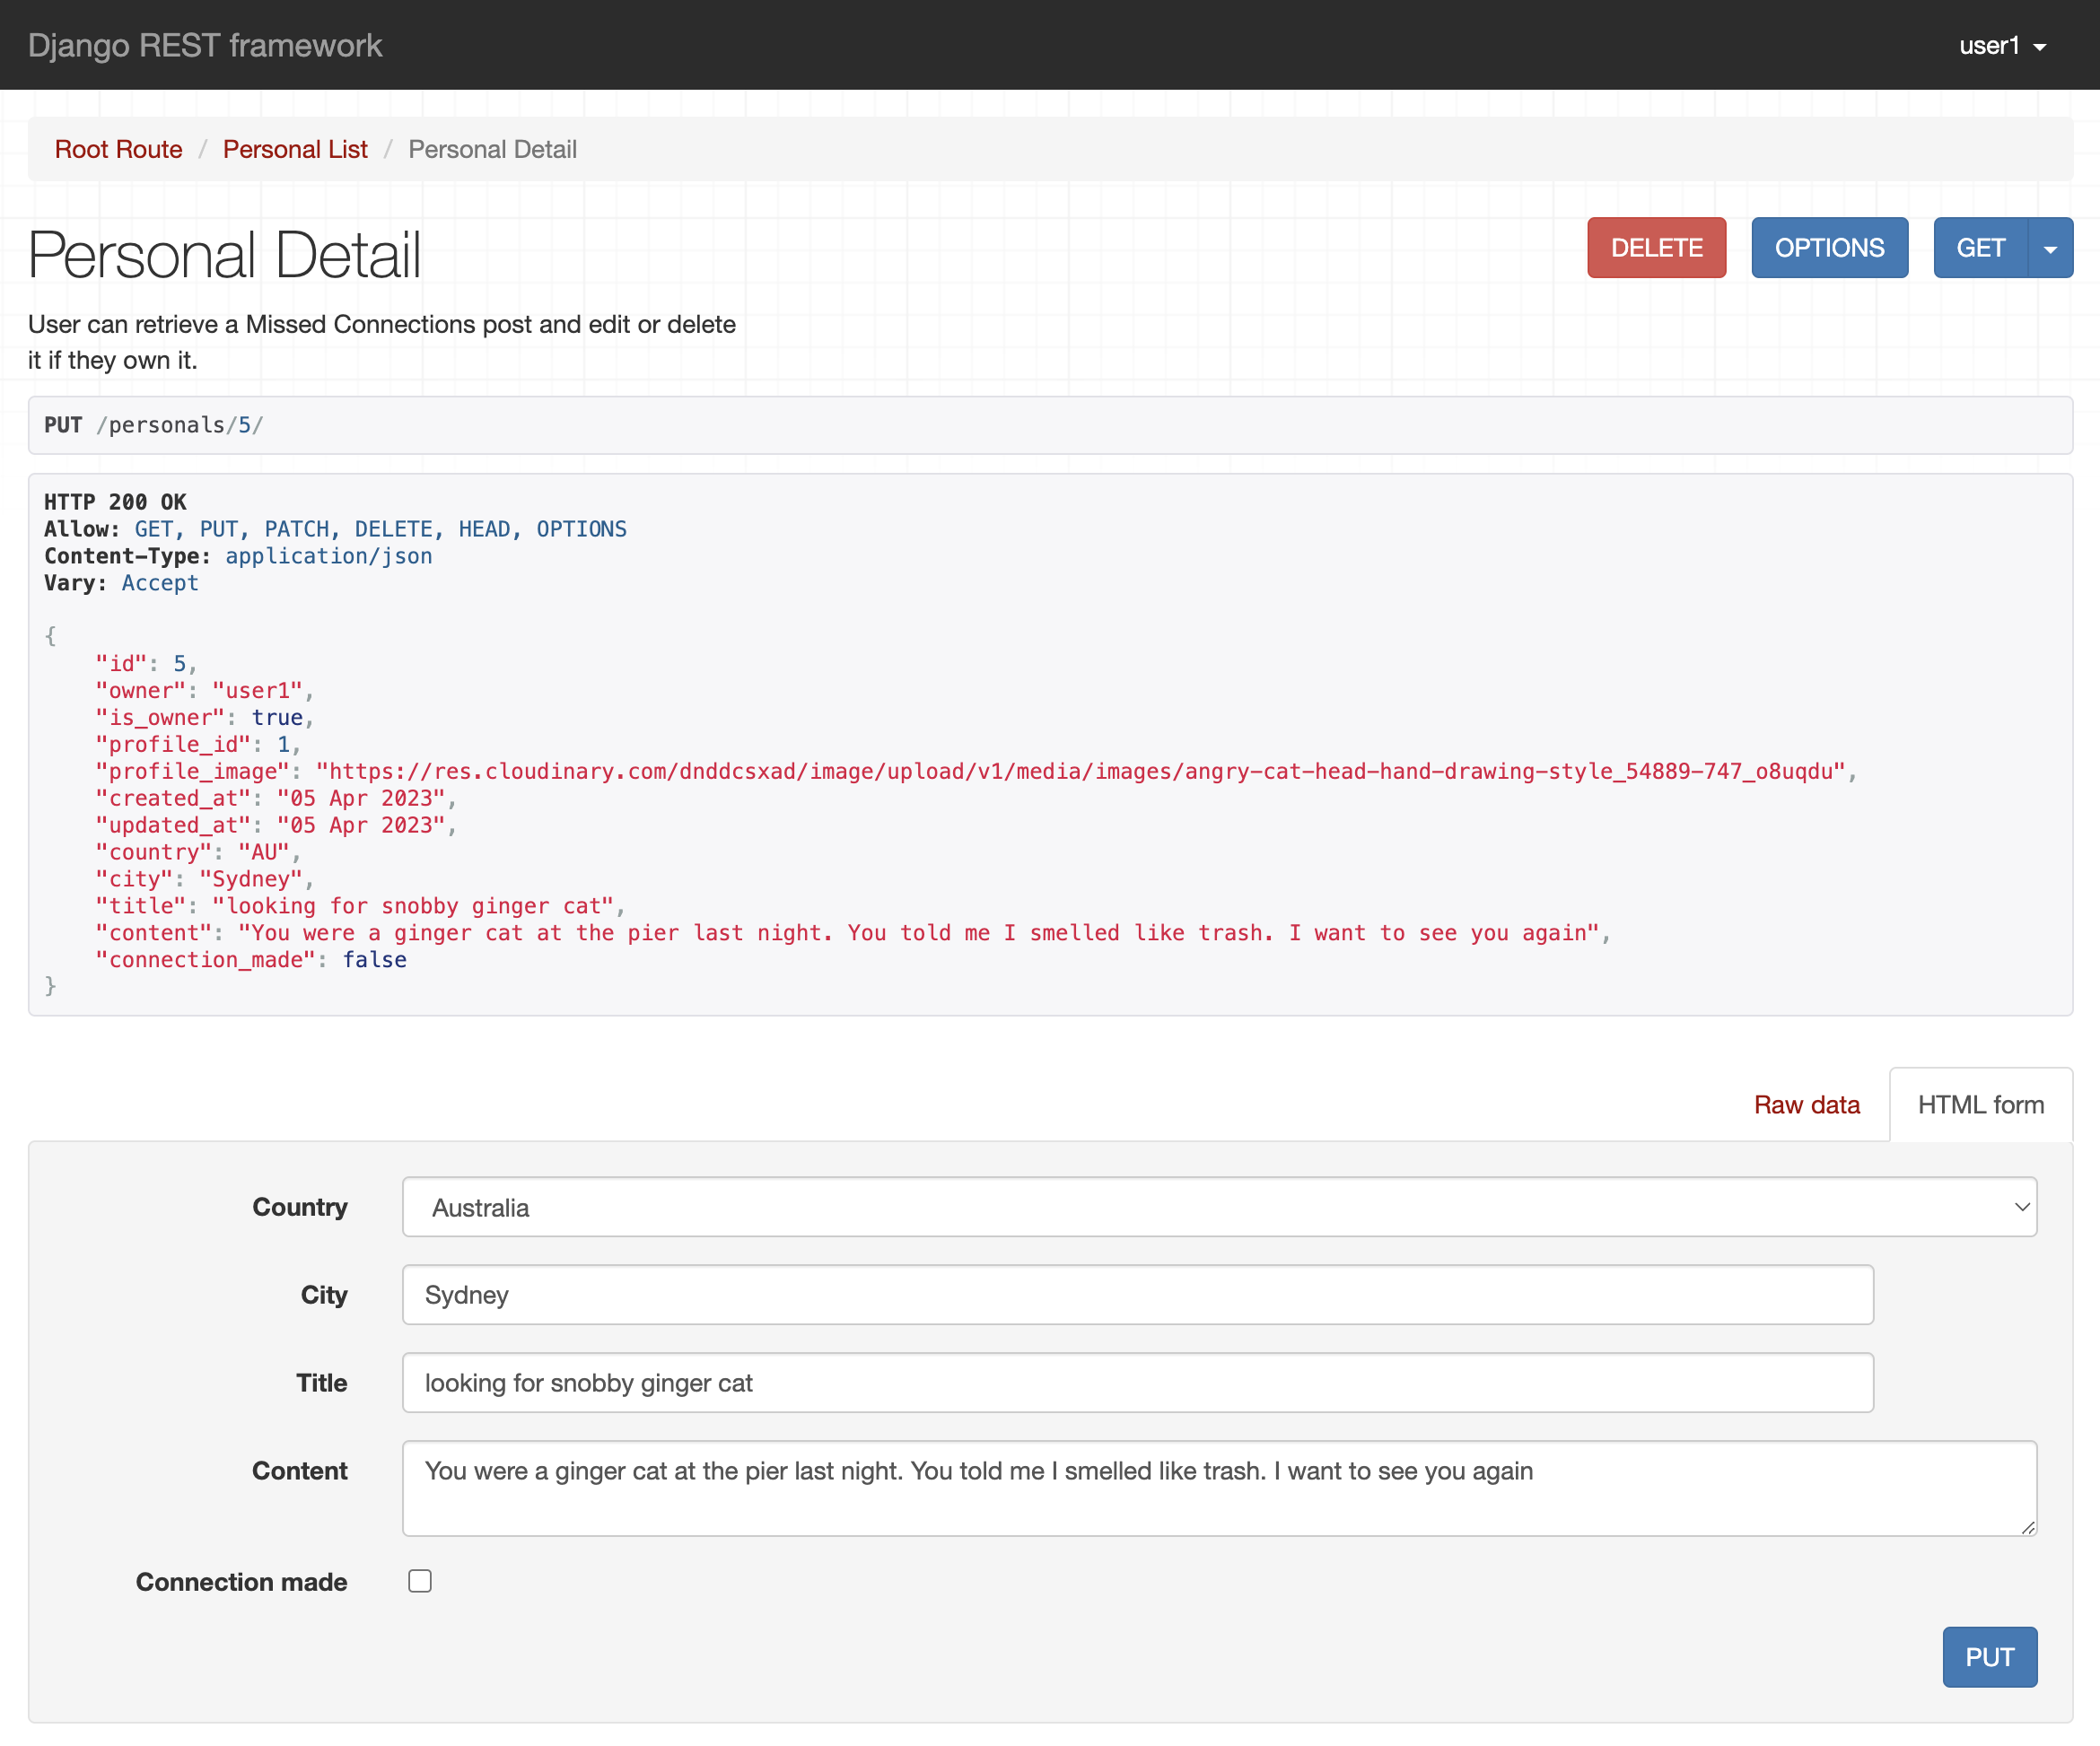 Django REST framework
user1
Root Route / Personal List / Personal Detail
Personal Detail
DELETE
OPTIONS
GET
User can retrieve a Missed Connections post and edit or delete
it if they own it.
PUT /personals/5/
HTTP 200 OK
Allow: GET, PUT, PATCH, DELETE, HEAD, OPTIONS
Content-Type: application/json
Vary: Accept
{
"id": 5,
"owner": "user1",
"is_owner": true,
"profile_id": 1,
"profile_image": "https://res.cloudinary.com/dnddcsxad/image/upload/v1/media/images/angry-cat-head-hand-drawing-style_54889-747_o8uqdu",
"created_at": "05 Apr 2023",
"updated_at": "05 Apr 2023",
"country": "AU",
"city": "Sydney",
"title": "looking for snobby ginger cat",
"content": "You were a ginger cat at the pier last night. You told me I smelled like trash. I want to see you again",
"connection_made": false
}
Raw data
HTML form
Country
Australia
City
Sydney
Title
looking for snobby ginger cat
Content
You were a ginger cat at the pier last night. You told me I smelled like trash. I want to see you again
Connection made
PUT